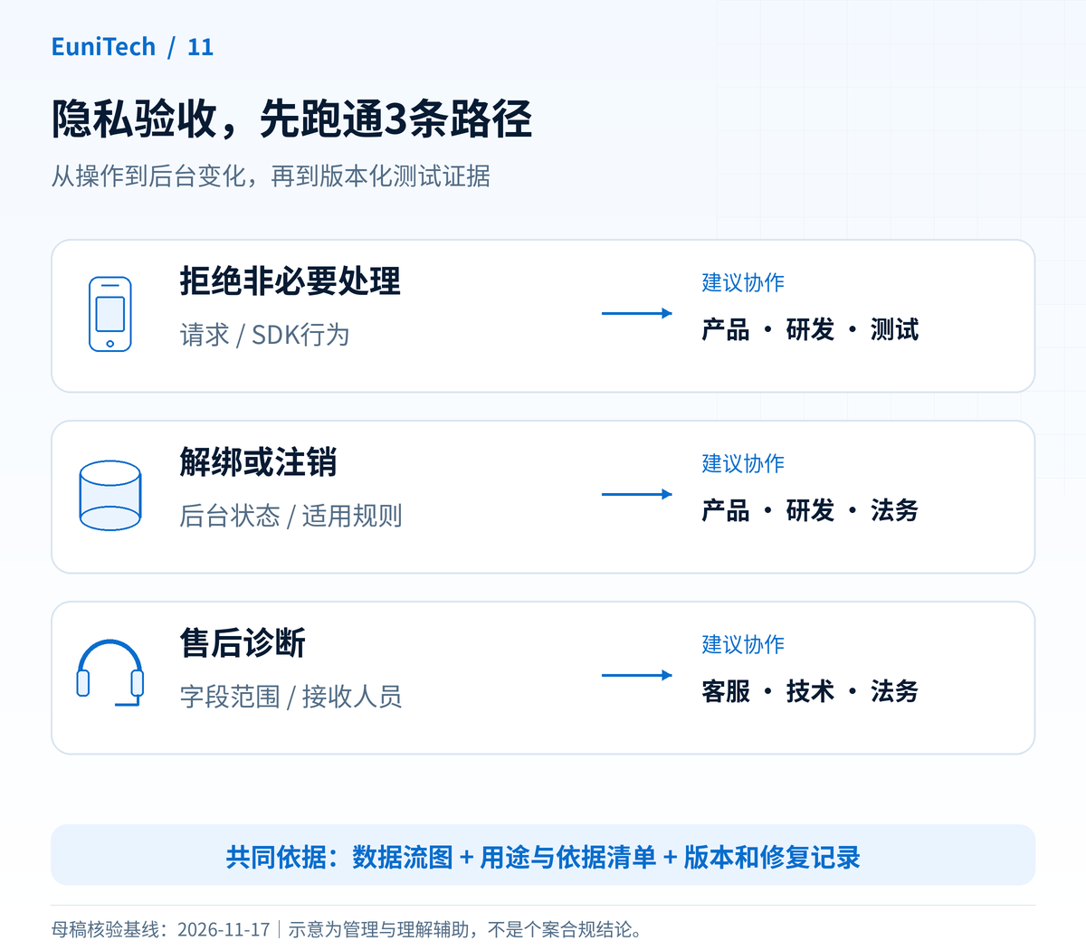 EuniTech / 11
隐私验收，先跑通3条路径
从操作到后台变化，再到版本化测试证据
拒绝非必要处理
请求 / SDK行为
建议协作
产品 · 研发 · 测试
解绑或注销
后台状态 / 适用规则
建议协作
产品 · 研发 · 法务
售后诊断
字段范围 / 接收人员
建议协作
客服 · 技术 · 法务
共同依据：数据流图 + 用途与依据清单 + 版本和修复记录
母稿核验基线：2026-11-17｜示意为管理与理解辅助，不是个案合规结论。